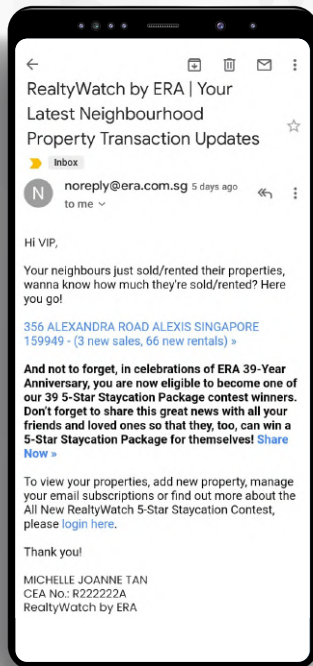 RealtyWatch by ERA | Your
Latest Neighbourhood
Property Transaction Updates
Inbox
N
noreply@era.com.sg 5 days ago
to me
Hi VIP,
Your neighbours just sold/rented their properties,
wanna know how much they're sold/rented? Here
you go!
356 ALEXANDRA ROAD ALEXIS SINGAPORE
159949 - (3 new sales, 66 new rentals) »
And not to forget, in celebrations of ERA 39-Year
Anniversary, you are now eligible to become one of
our 39 5-Star Staycation Package contest winners.
Don't forget to share this great news with all your
friends and loved ones so that they, too, can win a
5-Star Staycation Package for themselves! Share
Now »
To view your properties, add new property, manage
your email subscriptions or find out more about the
All New RealtyWatch 5-Star Staycation Contest,
please login here.
Thank you!
MICHELLE JOANNE TAN
CEA No.: R222222A
RealtyWatch by ERA